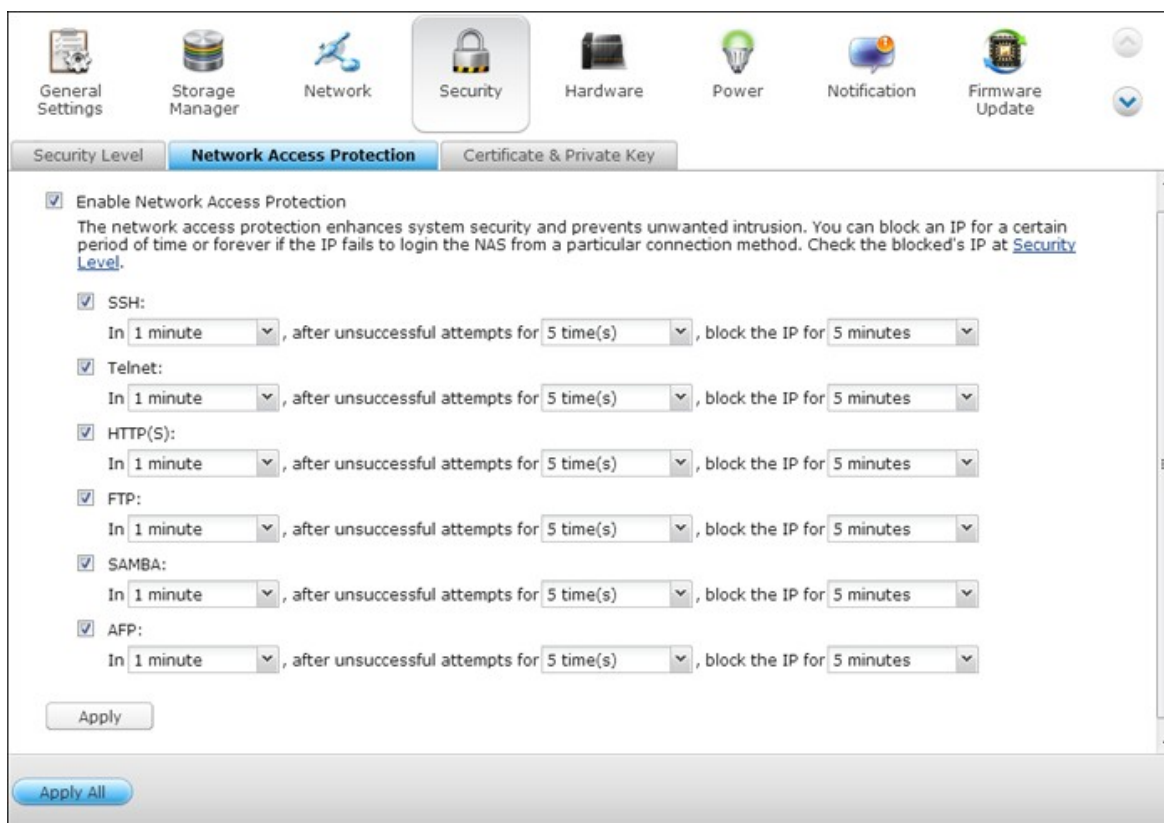 General Settings
Storage Manager
Network
Security
Hardware
Power
Notification
Firmware Update
Security Level
Network Access Protection
Certificate & Private Key
Enable Network Access Protection
The network access protection enhances system security and prevents unwanted intrusion. You can block an IP for a certain
period of time or forever if the IP fails to login the NAS from a particular connection method. Check the blocked's IP at Security
Level.
SSH:
In 1 minute , after unsuccessful attempts for 5 time(s) , block the IP for 5 minutes
Telnet:
In 1 minute , after unsuccessful attempts for 5 time(s) , block the IP for 5 minutes
HTTP(S):
In 1 minute , after unsuccessful attempts for 5 time(s) , block the IP for 5 minutes
FTP:
In 1 minute , after unsuccessful attempts for 5 time(s) , block the IP for 5 minutes
SAMBA:
In 1 minute , after unsuccessful attempts for 5 time(s) , block the IP for 5 minutes
AFP:
In 1 minute , after unsuccessful attempts for 5 time(s) , block the IP for 5 minutes
Apply
Apply All